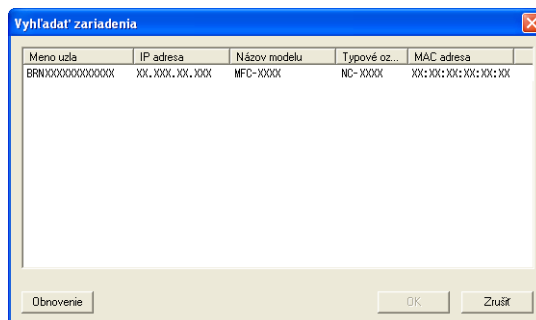 Vyhľadať zariadenia
Meno uzla IP adresa Názov modelu Typové oz... MAC adresa
BRNXXXXXXXXXXXX XX.XXX.XX.XXX MFC-XXXX NC-XXXX XX:XX:XX:XX:XX:XX
Obnovenie OK Zrušiť